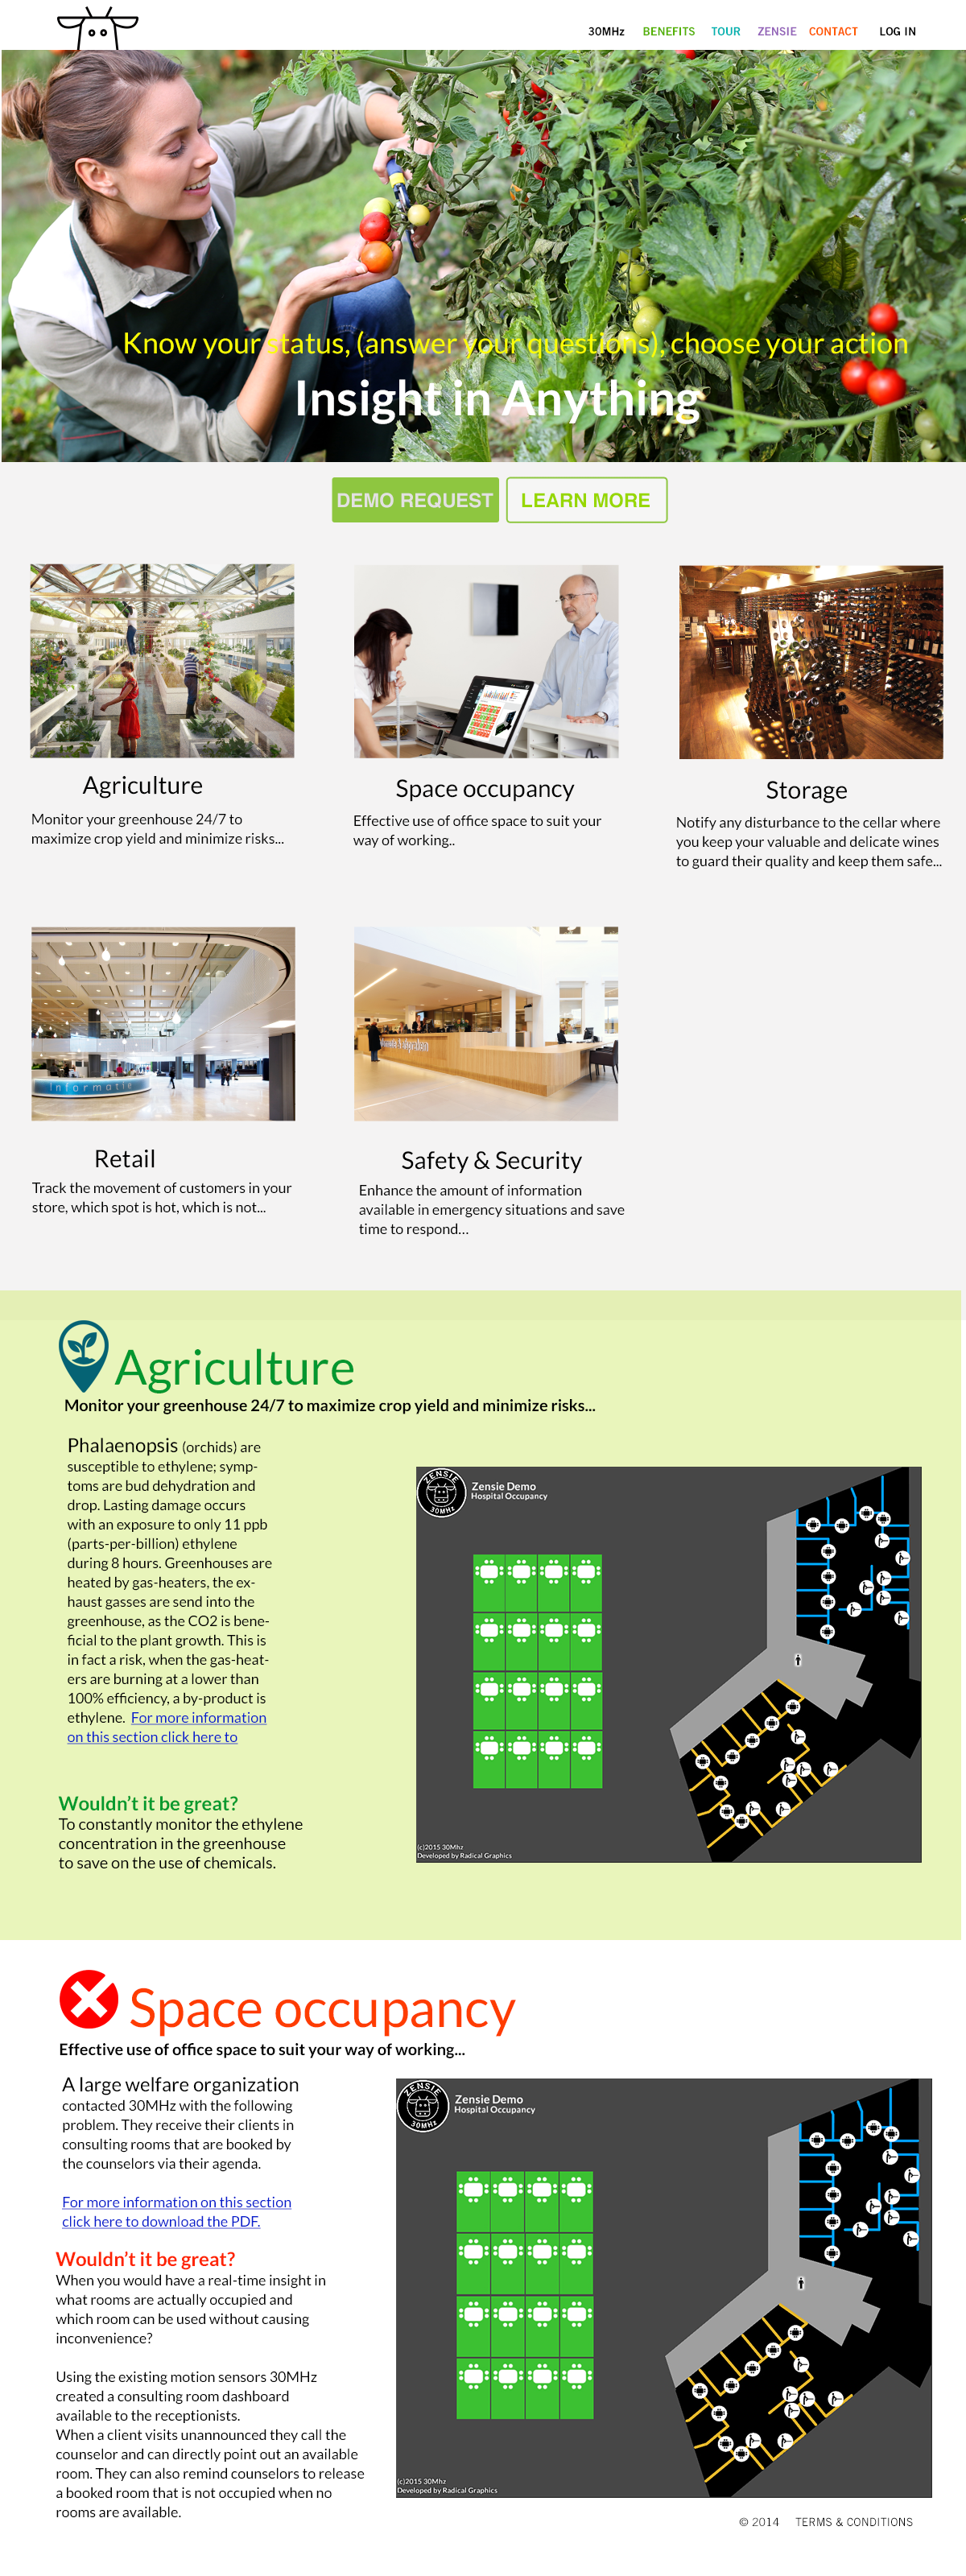 30MHz BENEFITS TOUR ZENSIE CONTACT LOG IN
Know your status, (answer your questions), choose your action
Insight in Anything
DEMO REQUEST LEARN MORE
Agriculture
Monitor your greenhouse 24/7 to
maximize crop yield and minimize risks...
Space occupancy
Effective use of office space to suit your
way of working..
Storage
Notify any disturbance to the cellar where
you keep your valuable and delicate wines
to guard their quality and keep them safe...
informatie
Retail
Track the movement of customers in your
store, which spot is hot, which is not...
Safety & Security
Enhance the amount of information
available in emergency situations and save
time to respond...
Agriculture
Monitor your greenhouse 24/7 to maximize crop yield and minimize risks...
Phalaenopsis (orchids) are
susceptible to ethylene; symp-
toms are bud dehydration and
drop. Lasting damage occurs
with an exposure to only 11 ppb
(parts-per-billion) ethylene
during 8 hours. Greenhouses are
heated by gas-heaters, the ex-
haust gasses are send into the
greenhouse, as the CO2 is bene-
ficial to the plant growth. This is
in fact a risk, when the gas-heat-
ers are burning at a lower than
100% efficiency, a by-product is
ethylene. For more information
on this section click here to
Wouldn't it be great?
To constantly monitor the ethylene
concentration in the greenhouse
to save on the use of chemicals.
ZENSIE
30MHz
Zensie Demo
Hospital Occupancy
(c)2015 30Mhz
Developed by Radical Graphics
Space occupancy
Effective use of office space to suit your way of working...
A large welfare organization
contacted 30MHz with the following
problem. They receive their clients in
consulting rooms that are booked by
the counselors via their agenda.
For more information on this section
click here to download the PDF.
Wouldn't it be great?
When you would have a real-time insight in
what rooms are actually occupied and
which room can be used without causing
inconvenience?
Using the existing motion sensors 30MHz
created a consulting room dashboard
available to the receptionists.
When a client visits unannounced they call the
counselor and can directly point out an available
room. They can also remind counselors to release
a booked room that is not occupied when no
rooms are available.
ZENSIE
30MHz
Zensie Demo
Hospital Occupancy
(c)2015 30Mhz
Developed by Radical Graphics
© 2014 TERMS & CONDITIONS